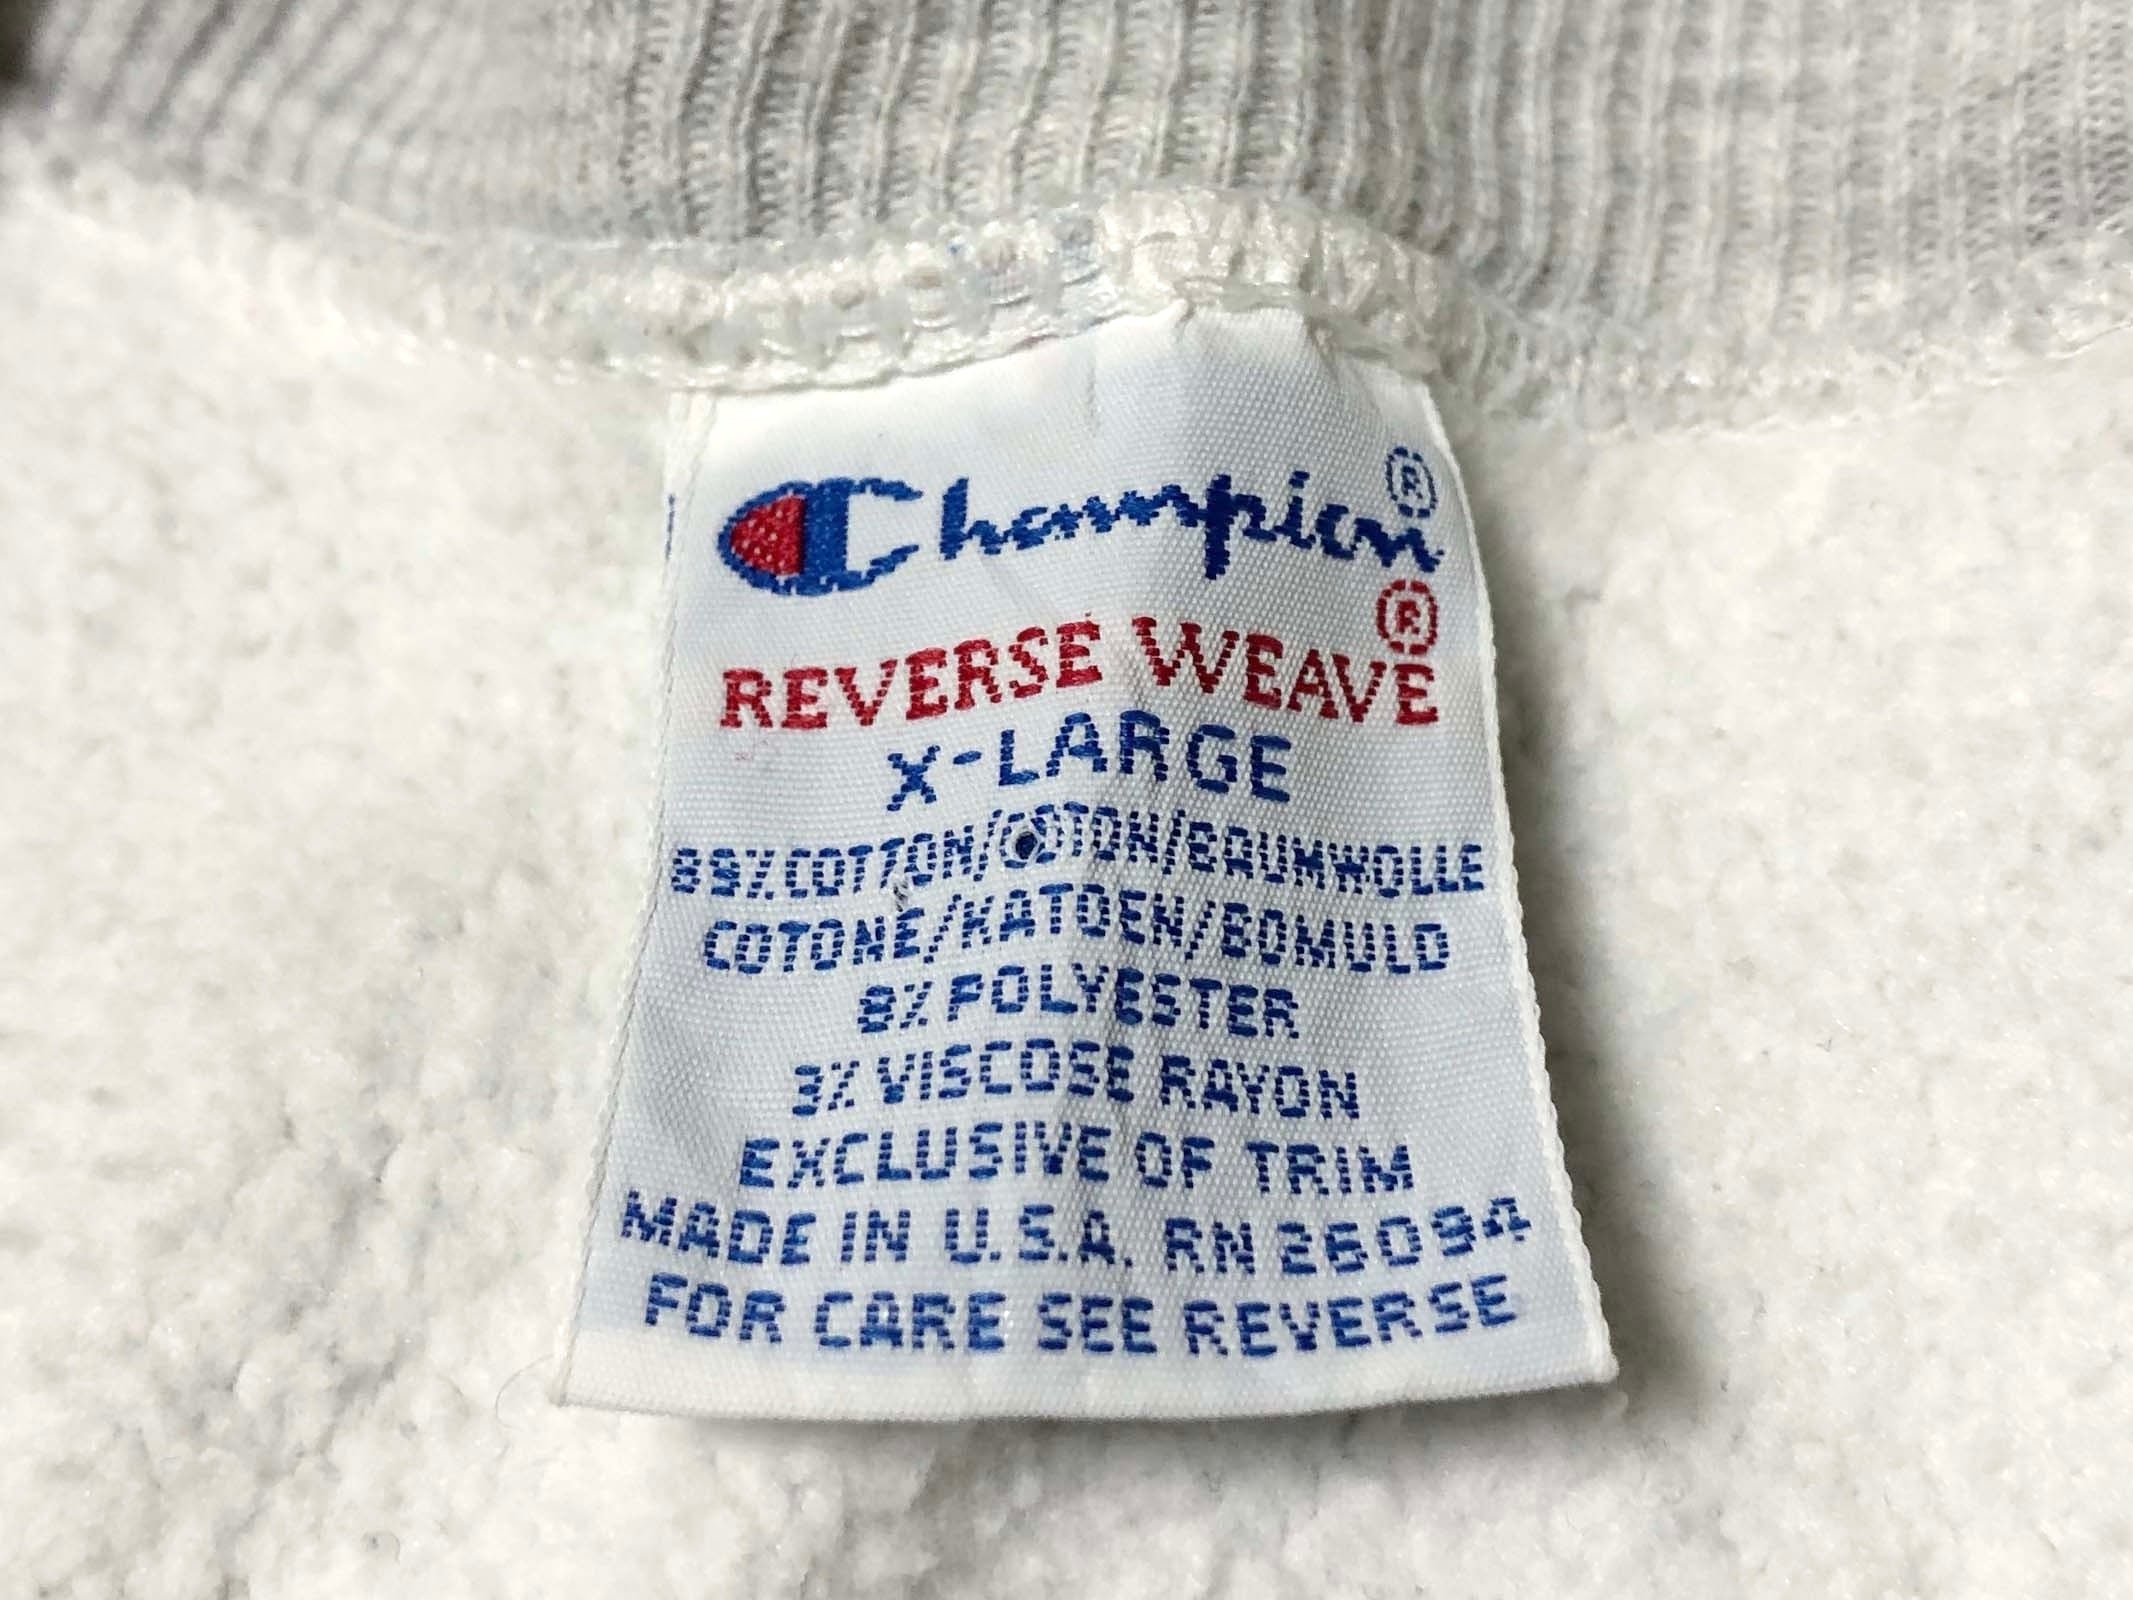 Champion®
REVERSE WEAVE®
X-LARGE
89% COTTON/COTON/BAUMWOLLE
COTONE/KATOEN/BOMULD
8% POLYESTER
3% VISCOSE RAYON
EXCLUSIVE OF TRIM
MADE IN U.S.A. RN 26094
FOR CARE SEE REVERSE